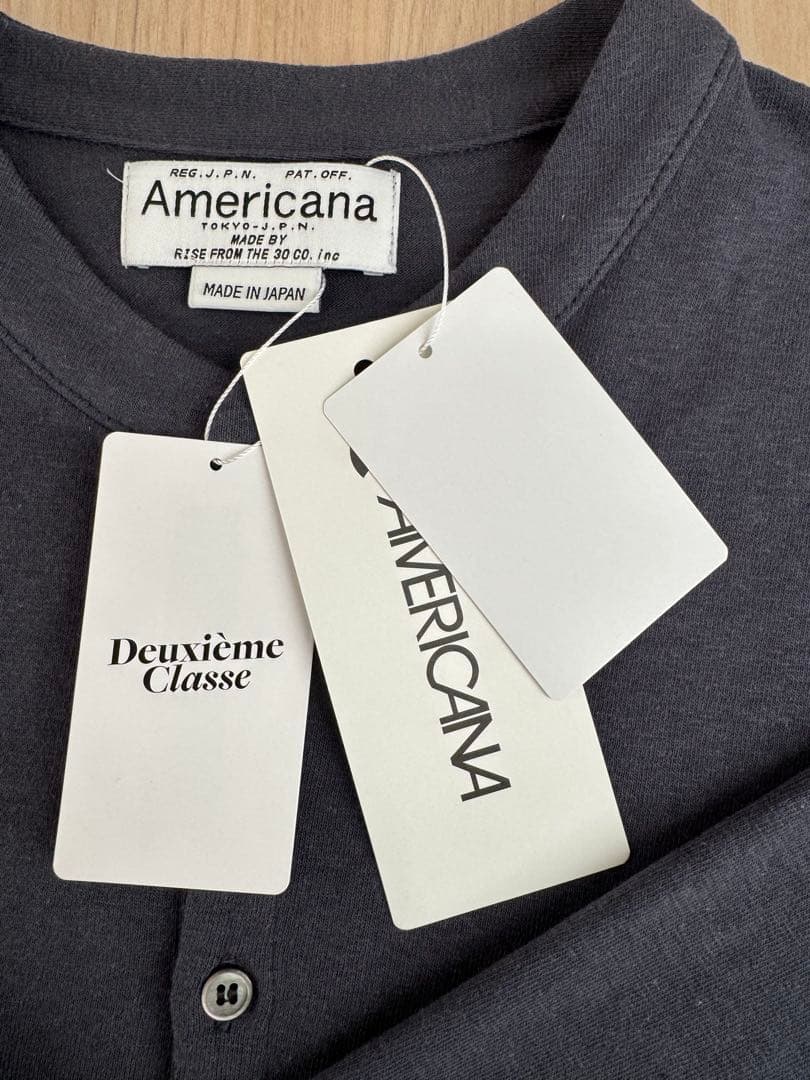 REG.J.P.N. PAT.OFF.
Americana
TOKYO-J.P.N.
MADE BY
RISE FROM THE 30 CO.inc
MADE IN JAPAN
Deuxième
Classe
AMERICANA